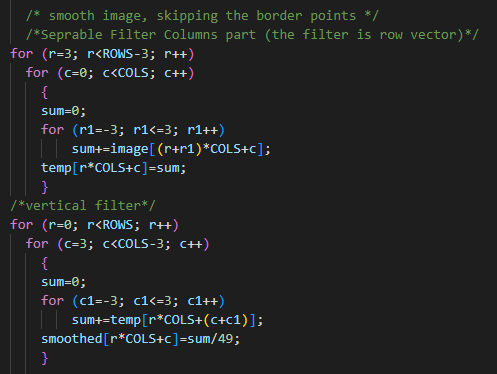 /* smooth image, skipping the border points */
/*Seprable Filter Columns part (the filter is row vector)*/
for (r=3; r<ROWS-3; r++)
for (c=0; c<COLS; c++)
{
sum=0;
for (r1=-3; r1<=3; r1++)
sum+=image[(r+r1)*COLS+c];
temp[r*COLS+c]=sum;
}
/*vertical filter*/
for (r=0; r<ROWS; r++)
for (c=3; c<COLS-3; c++)
{
sum=0;
for (c1=-3; c1<=3; c1++)
sum+=temp[r*COLS+(c+c1)];
smoothed[r*COLS+c]=sum/49;
}